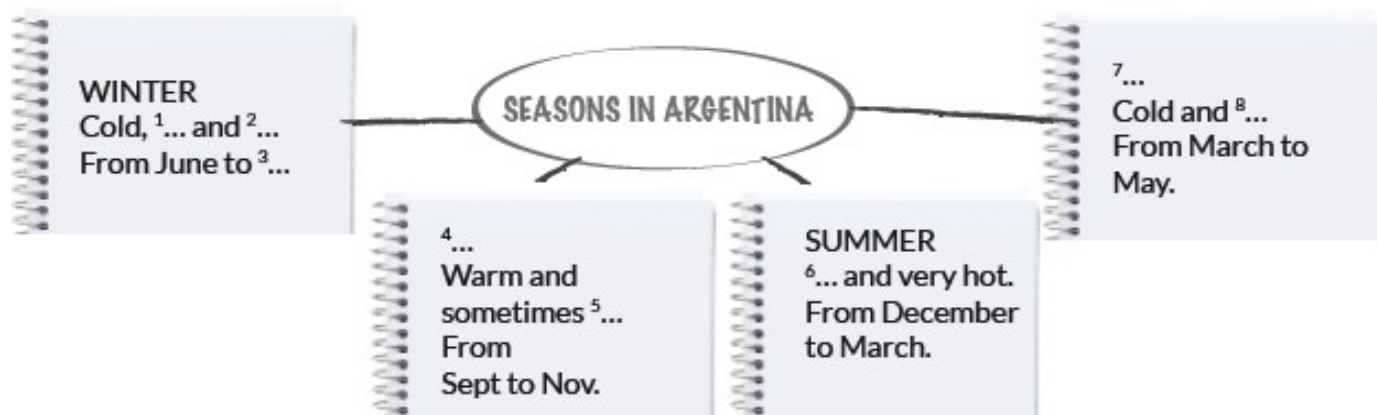 SEASONS IN ARGENTINA
WINTER
Cold, ¹... and ²...
From June to ³...
⁴...
Warm and
sometimes ⁵...
From
Sept to Nov.
SUMMER
⁶... and very hot.
From December
to March.
⁷...
Cold and ⁸...
From March to
May.